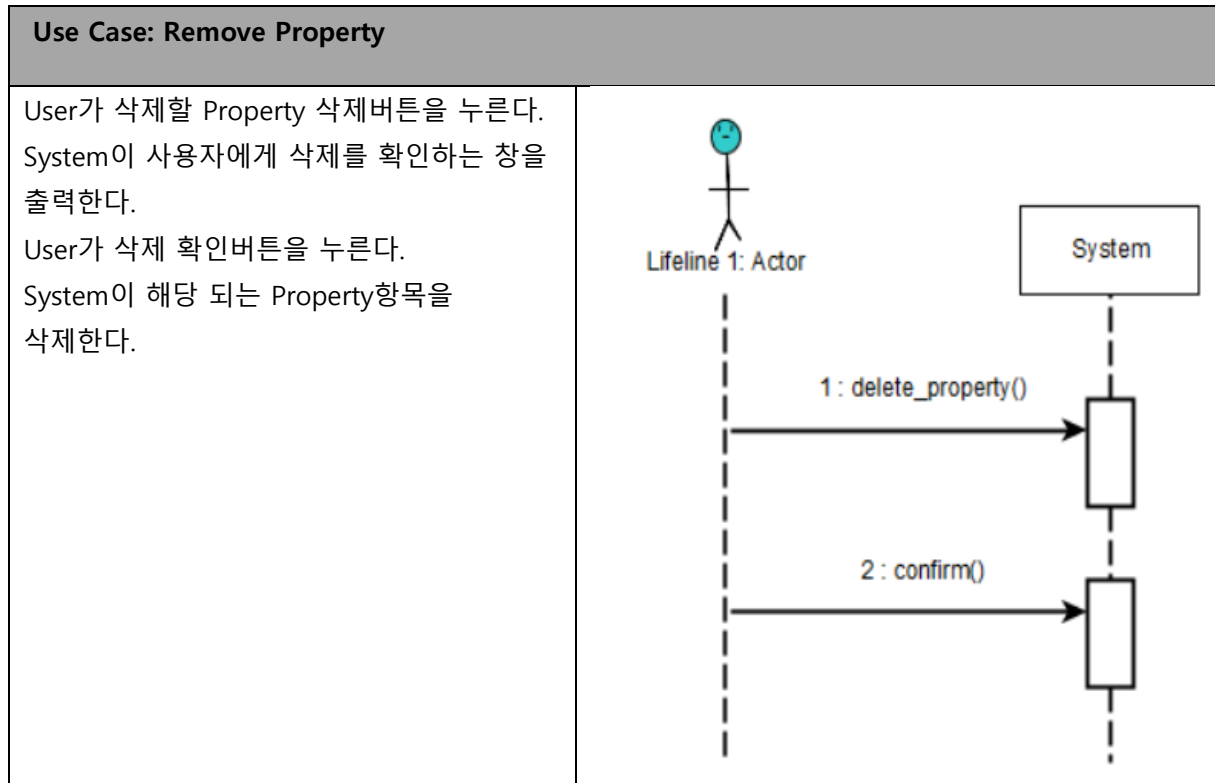 Use Case: Remove Property
User가 삭제할 Property 삭제버튼을 누른다.
System이 사용자에게 삭제를 확인하는 창을
출력한다.
User가 삭제 확인버튼을 누른다.
System이 해당 되는 Property항목을
삭제한다.
Lifeline 1: Actor
System
1 : delete_property()
2 : confirm()